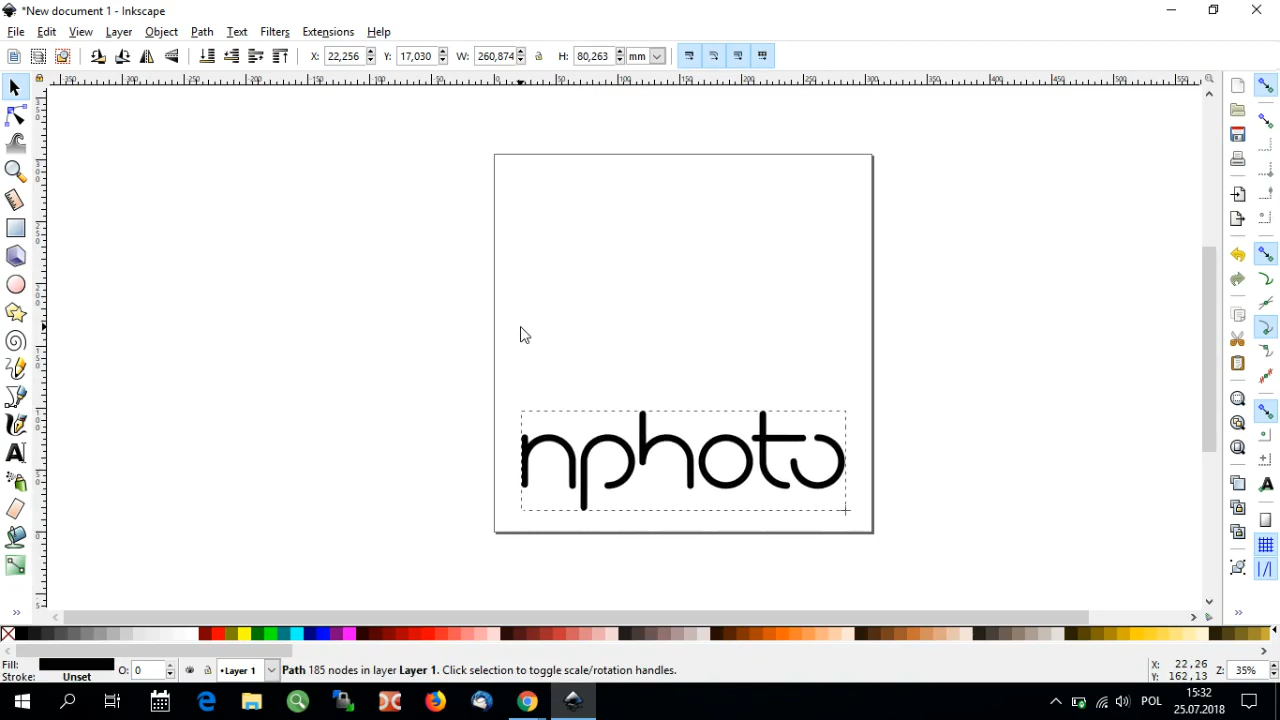 *New document 1 - Inkscape
File Edit View Layer Object Path Text Filters Extensions Help
X: 22,256 Y: 17,030 W: 260,874 H: 80,263 mm
nphoto
Fill:
Stroke: Unset O: 0 •Layer 1 Path 185 nodes in layer Layer 1. Click selection to toggle scale/rotation handles. X: 22,26 Y: 162,13 Z: 35%
POL 15:32
25.07.2018